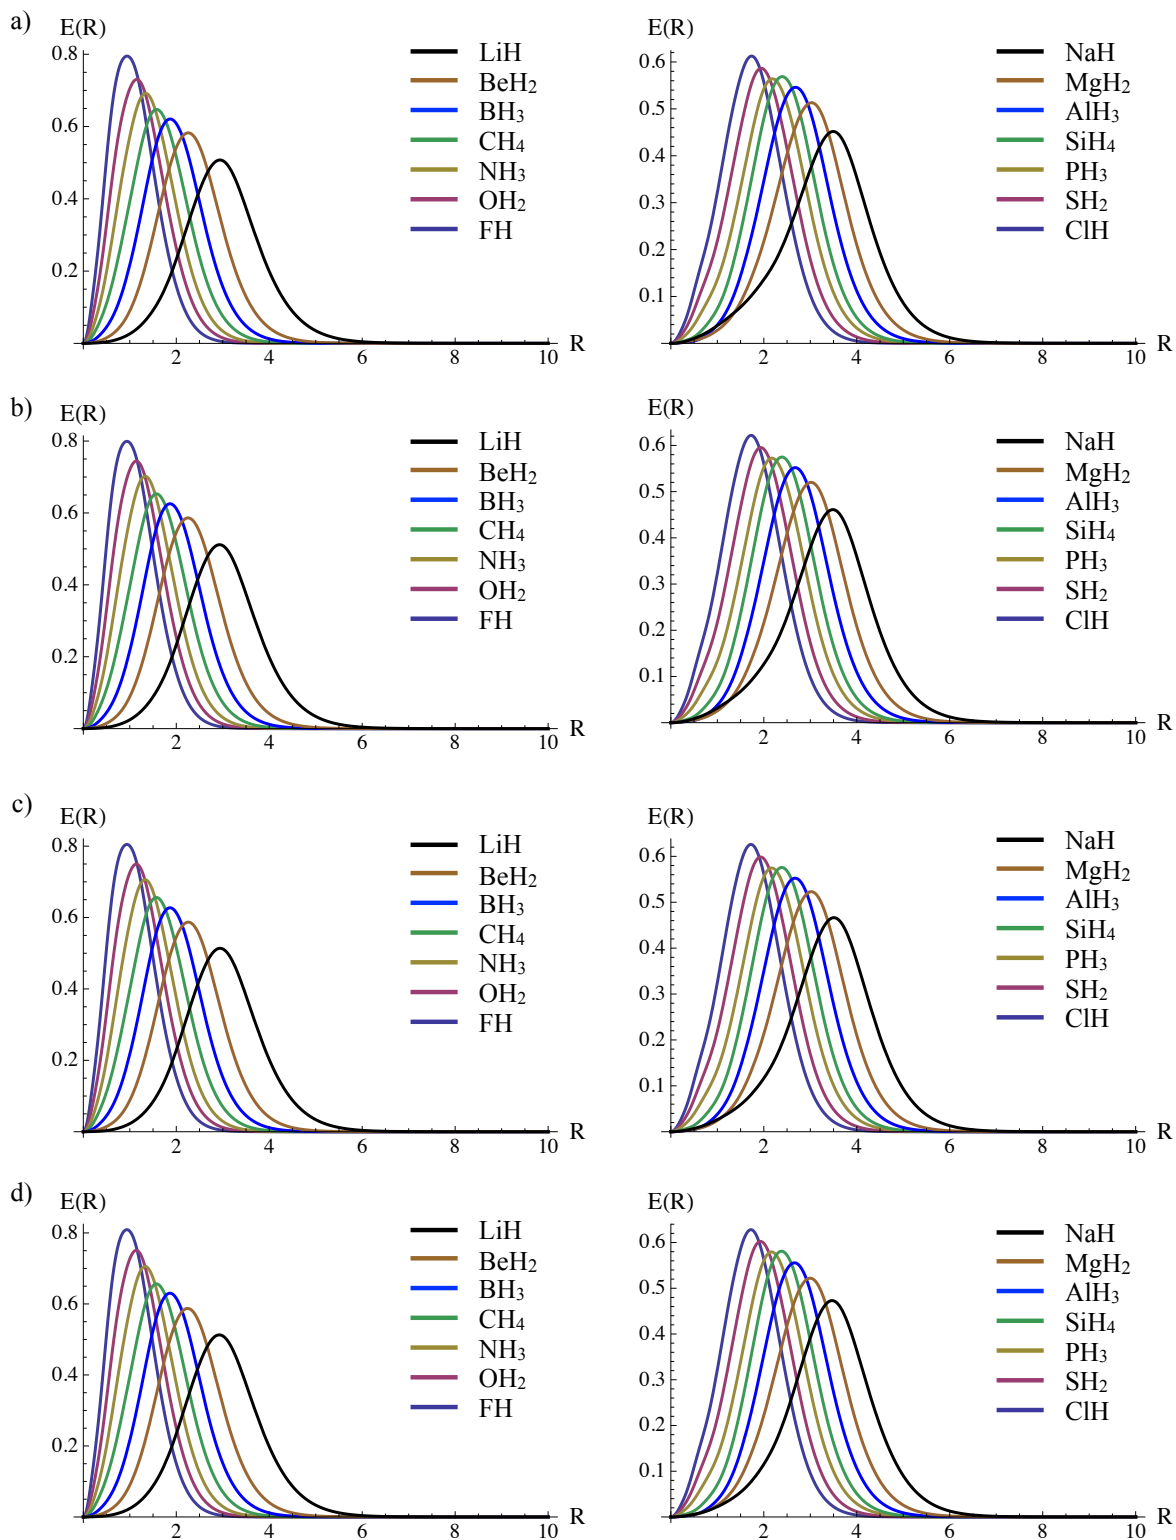 a)
E(R)
0.8
0.6
0.4
0.2
2
4
6
8
10
R
LiH
BeH2
BH3
CH4
NH3
OH2
FH
E(R)
0.6
0.5
0.4
0.3
0.2
0.1
2
4
6
8
10
R
NaH
MgH2
AlH3
SiH4
PH3
SH2
ClH
b)
E(R)
0.8
0.6
0.4
0.2
2
4
6
8
10
R
LiH
BeH2
BH3
CH4
NH3
OH2
FH
E(R)
0.6
0.5
0.4
0.3
0.2
0.1
2
4
6
8
10
R
NaH
MgH2
AlH3
SiH4
PH3
SH2
ClH
c)
E(R)
0.8
0.6
0.4
0.2
2
4
6
8
10
R
LiH
BeH2
BH3
CH4
NH3
OH2
FH
E(R)
0.6
0.5
0.4
0.3
0.2
0.1
2
4
6
8
10
R
NaH
MgH2
AlH3
SiH4
PH3
SH2
ClH
d)
E(R)
0.8
0.6
0.4
0.2
2
4
6
8
10
R
LiH
BeH2
BH3
CH4
NH3
OH2
FH
E(R)
0.6
0.5
0.4
0.3
0.2
0.1
2
4
6
8
10
R
NaH
MgH2
AlH3
SiH4
PH3
SH2
ClH